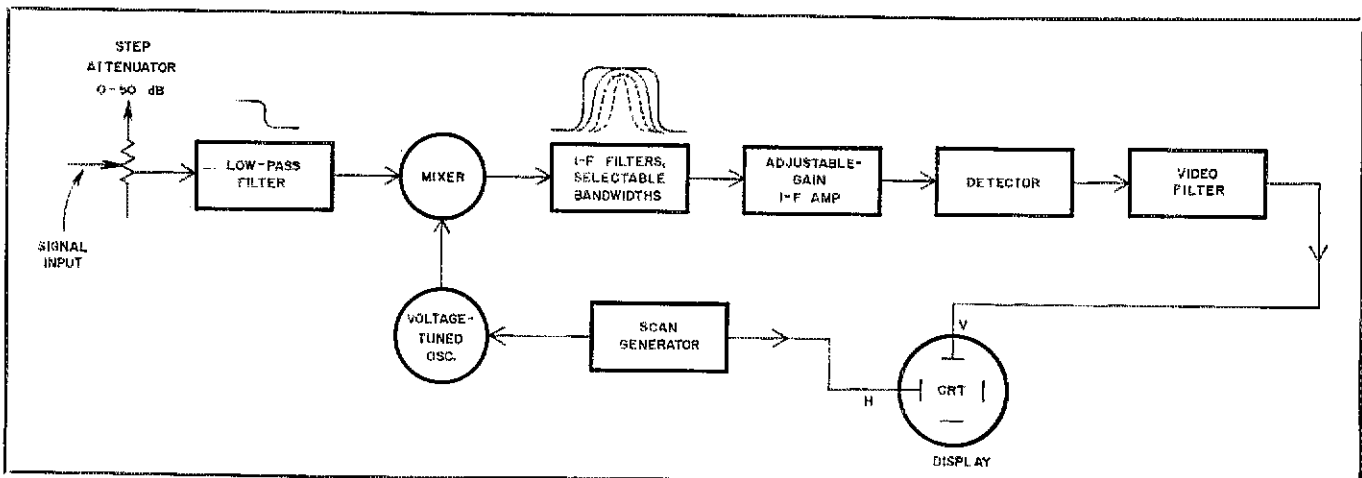 STEP
ATTENUATOR
0-50 dB
SIGNAL
INPUT
LOW-PASS
FILTER
MIXER
I-F FILTERS,
SELECTABLE
BANDWIDTHS
ADJUSTABLE-
GAIN
I-F AMP
DETECTOR
VIDEO
FILTER
VOLTAGE-
TUNED
OSC.
SCAN
GENERATOR
V
H
CRT
DISPLAY